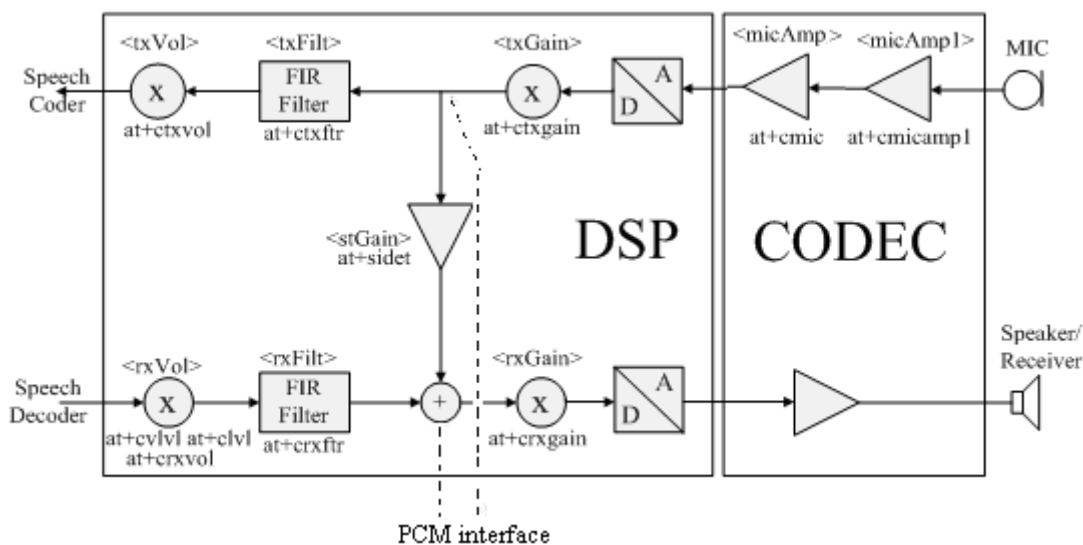 <txVol>
<txFilt>
<txGain>
<micAmp>
<micAmp1>
MIC
Speech
Coder
X
FIR
Filter
X
A
D
at+ctxvol
at+ctxftr
at+ctxgain
at+cmic
at+cmicamp1
<stGain>
at+sidet
DSP
CODEC
<rxVol>
<rxFilt>
<rxGain>
Speaker/
Receiver
Speech
Decoder
X
FIR
Filter
+
X
A
D
at+cvlvl at+clvl
at+crxvol
at+crxftr
at+crxgain
PCM interface